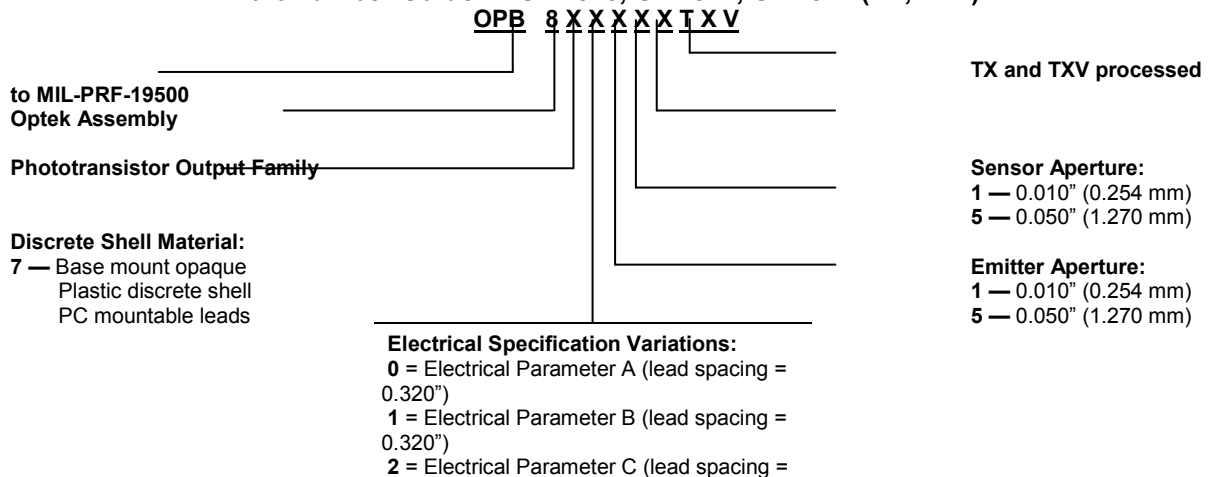 OPB 8 X X X X X T X V
TX and TXV processed
to MIL-PRF-19500
Optek Assembly
Phototransistor Output Family
Sensor Aperture:
1 — 0.010” (0.254 mm)
5 — 0.050” (1.270 mm)
Discrete Shell Material:
7 — Base mount opaque
Plastic discrete shell
PC mountable leads
Emitter Aperture:
1 — 0.010” (0.254 mm)
5 — 0.050” (1.270 mm)
Electrical Specification Variations:
0 = Electrical Parameter A (lead spacing =
0.320”)
1 = Electrical Parameter B (lead spacing =
0.320”)
2 = Electrical Parameter C (lead spacing =